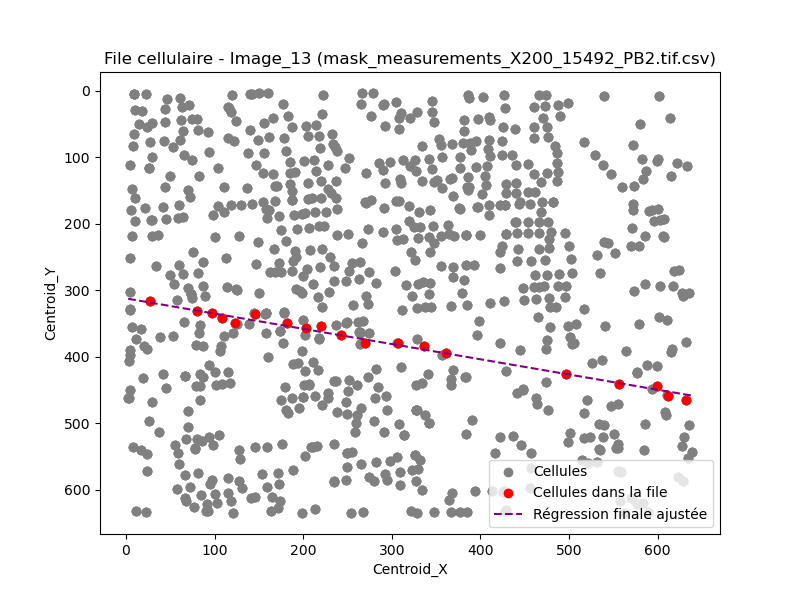 File cellulaire - Image_13 (mask_measurements_X200_15492_PB2.tif.csv)
Centroid_Y
0
100
200
300
400
500
600
0 100 200 300 400 500 600
Centroid_X
Cellules
Cellules dans la file
Régression finale ajustée